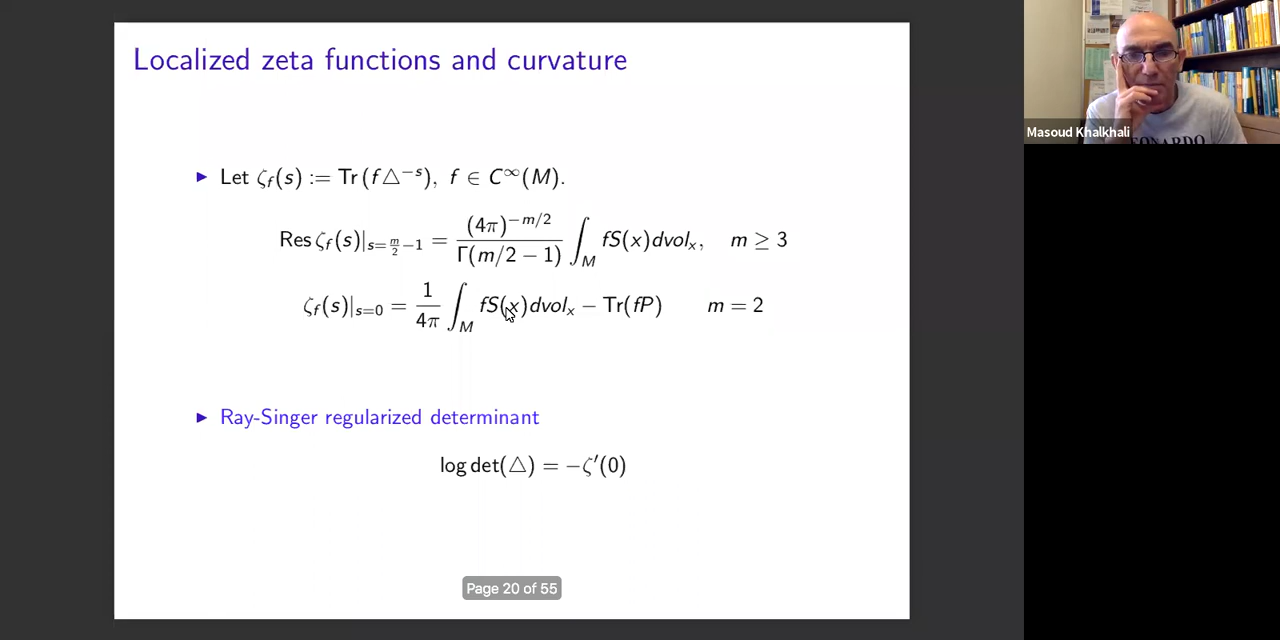 Localized zeta functions and curvature
▶ Let ζ_f(s) := Tr(f△^{−s}), f ∈ C^∞(M).
Res ζ_f(s)|_{s=m/2−1} = (4π)^{−m/2} / Γ(m/2 − 1) ∫_M fS(x)dvol_x, m ≥ 3
ζ_f(s)|_{s=0} = 1/4π ∫_M fS(x)dvol_x − Tr(fP) m = 2
▶ Ray-Singer regularized determinant
log det(△) = −ζ′(0)
Page 20 of 55
Masoud Khalkhali